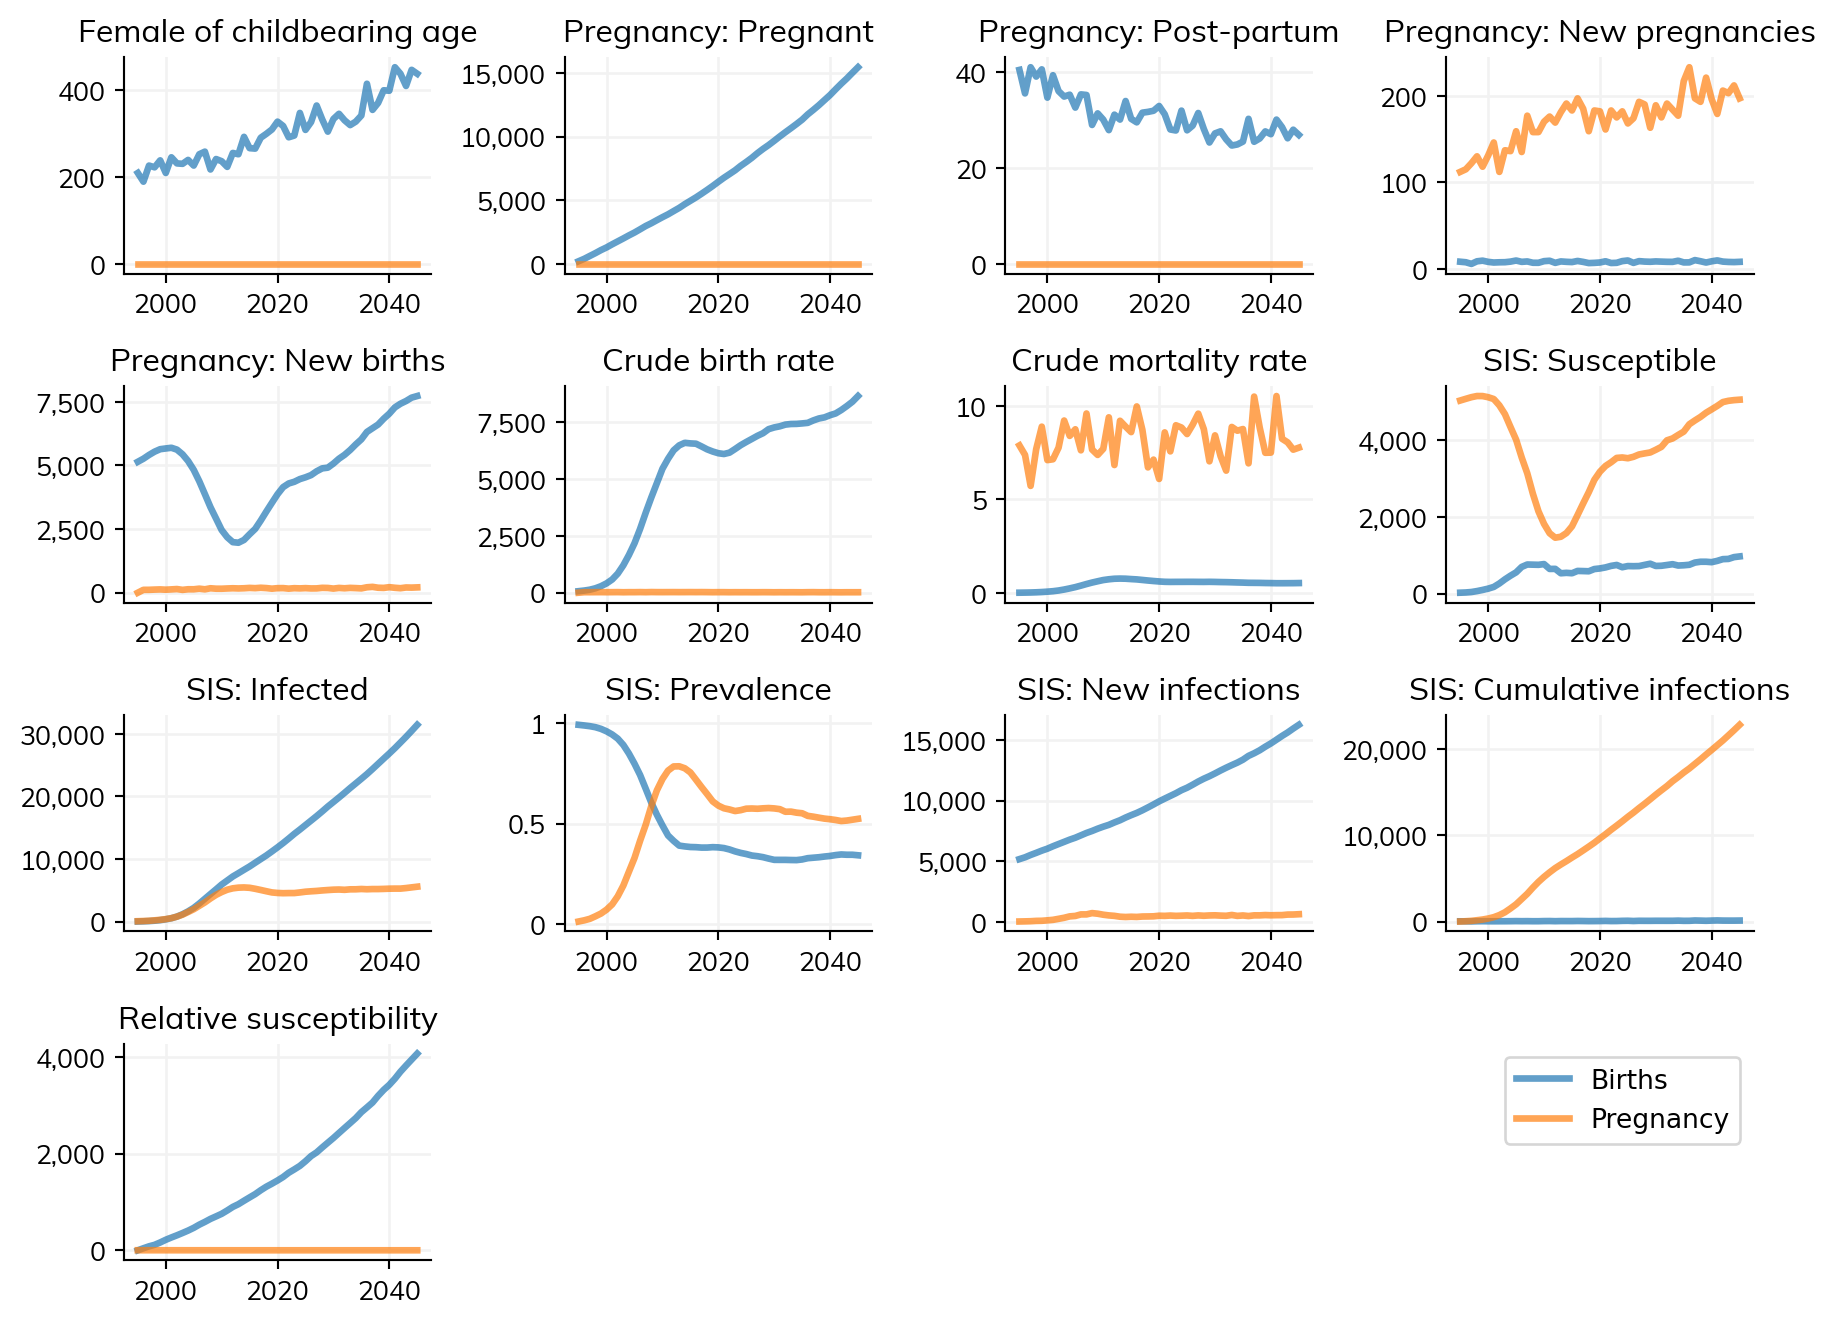 Female of childbearing age
400
200
0
2000 2020 2040
Pregnancy: Pregnant
15,000
10,000
5,000
0
2000 2020 2040
Pregnancy: Post-partum
40
20
0
2000 2020 2040
Pregnancy: New pregnancies
200
100
0
2000 2020 2040
Pregnancy: New births
7,500
5,000
2,500
0
2000 2020 2040
Crude birth rate
7,500
5,000
2,500
0
2000 2020 2040
Crude mortality rate
10
5
0
2000 2020 2040
SIS: Susceptible
4,000
2,000
0
2000 2020 2040
SIS: Infected
30,000
20,000
10,000
0
2000 2020 2040
SIS: Prevalence
1
0.5
0
2000 2020 2040
SIS: New infections
15,000
10,000
5,000
0
2000 2020 2040
SIS: Cumulative infections
20,000
10,000
0
2000 2020 2040
Relative susceptibility
4,000
2,000
0
2000 2020 2040
Births
Pregnancy